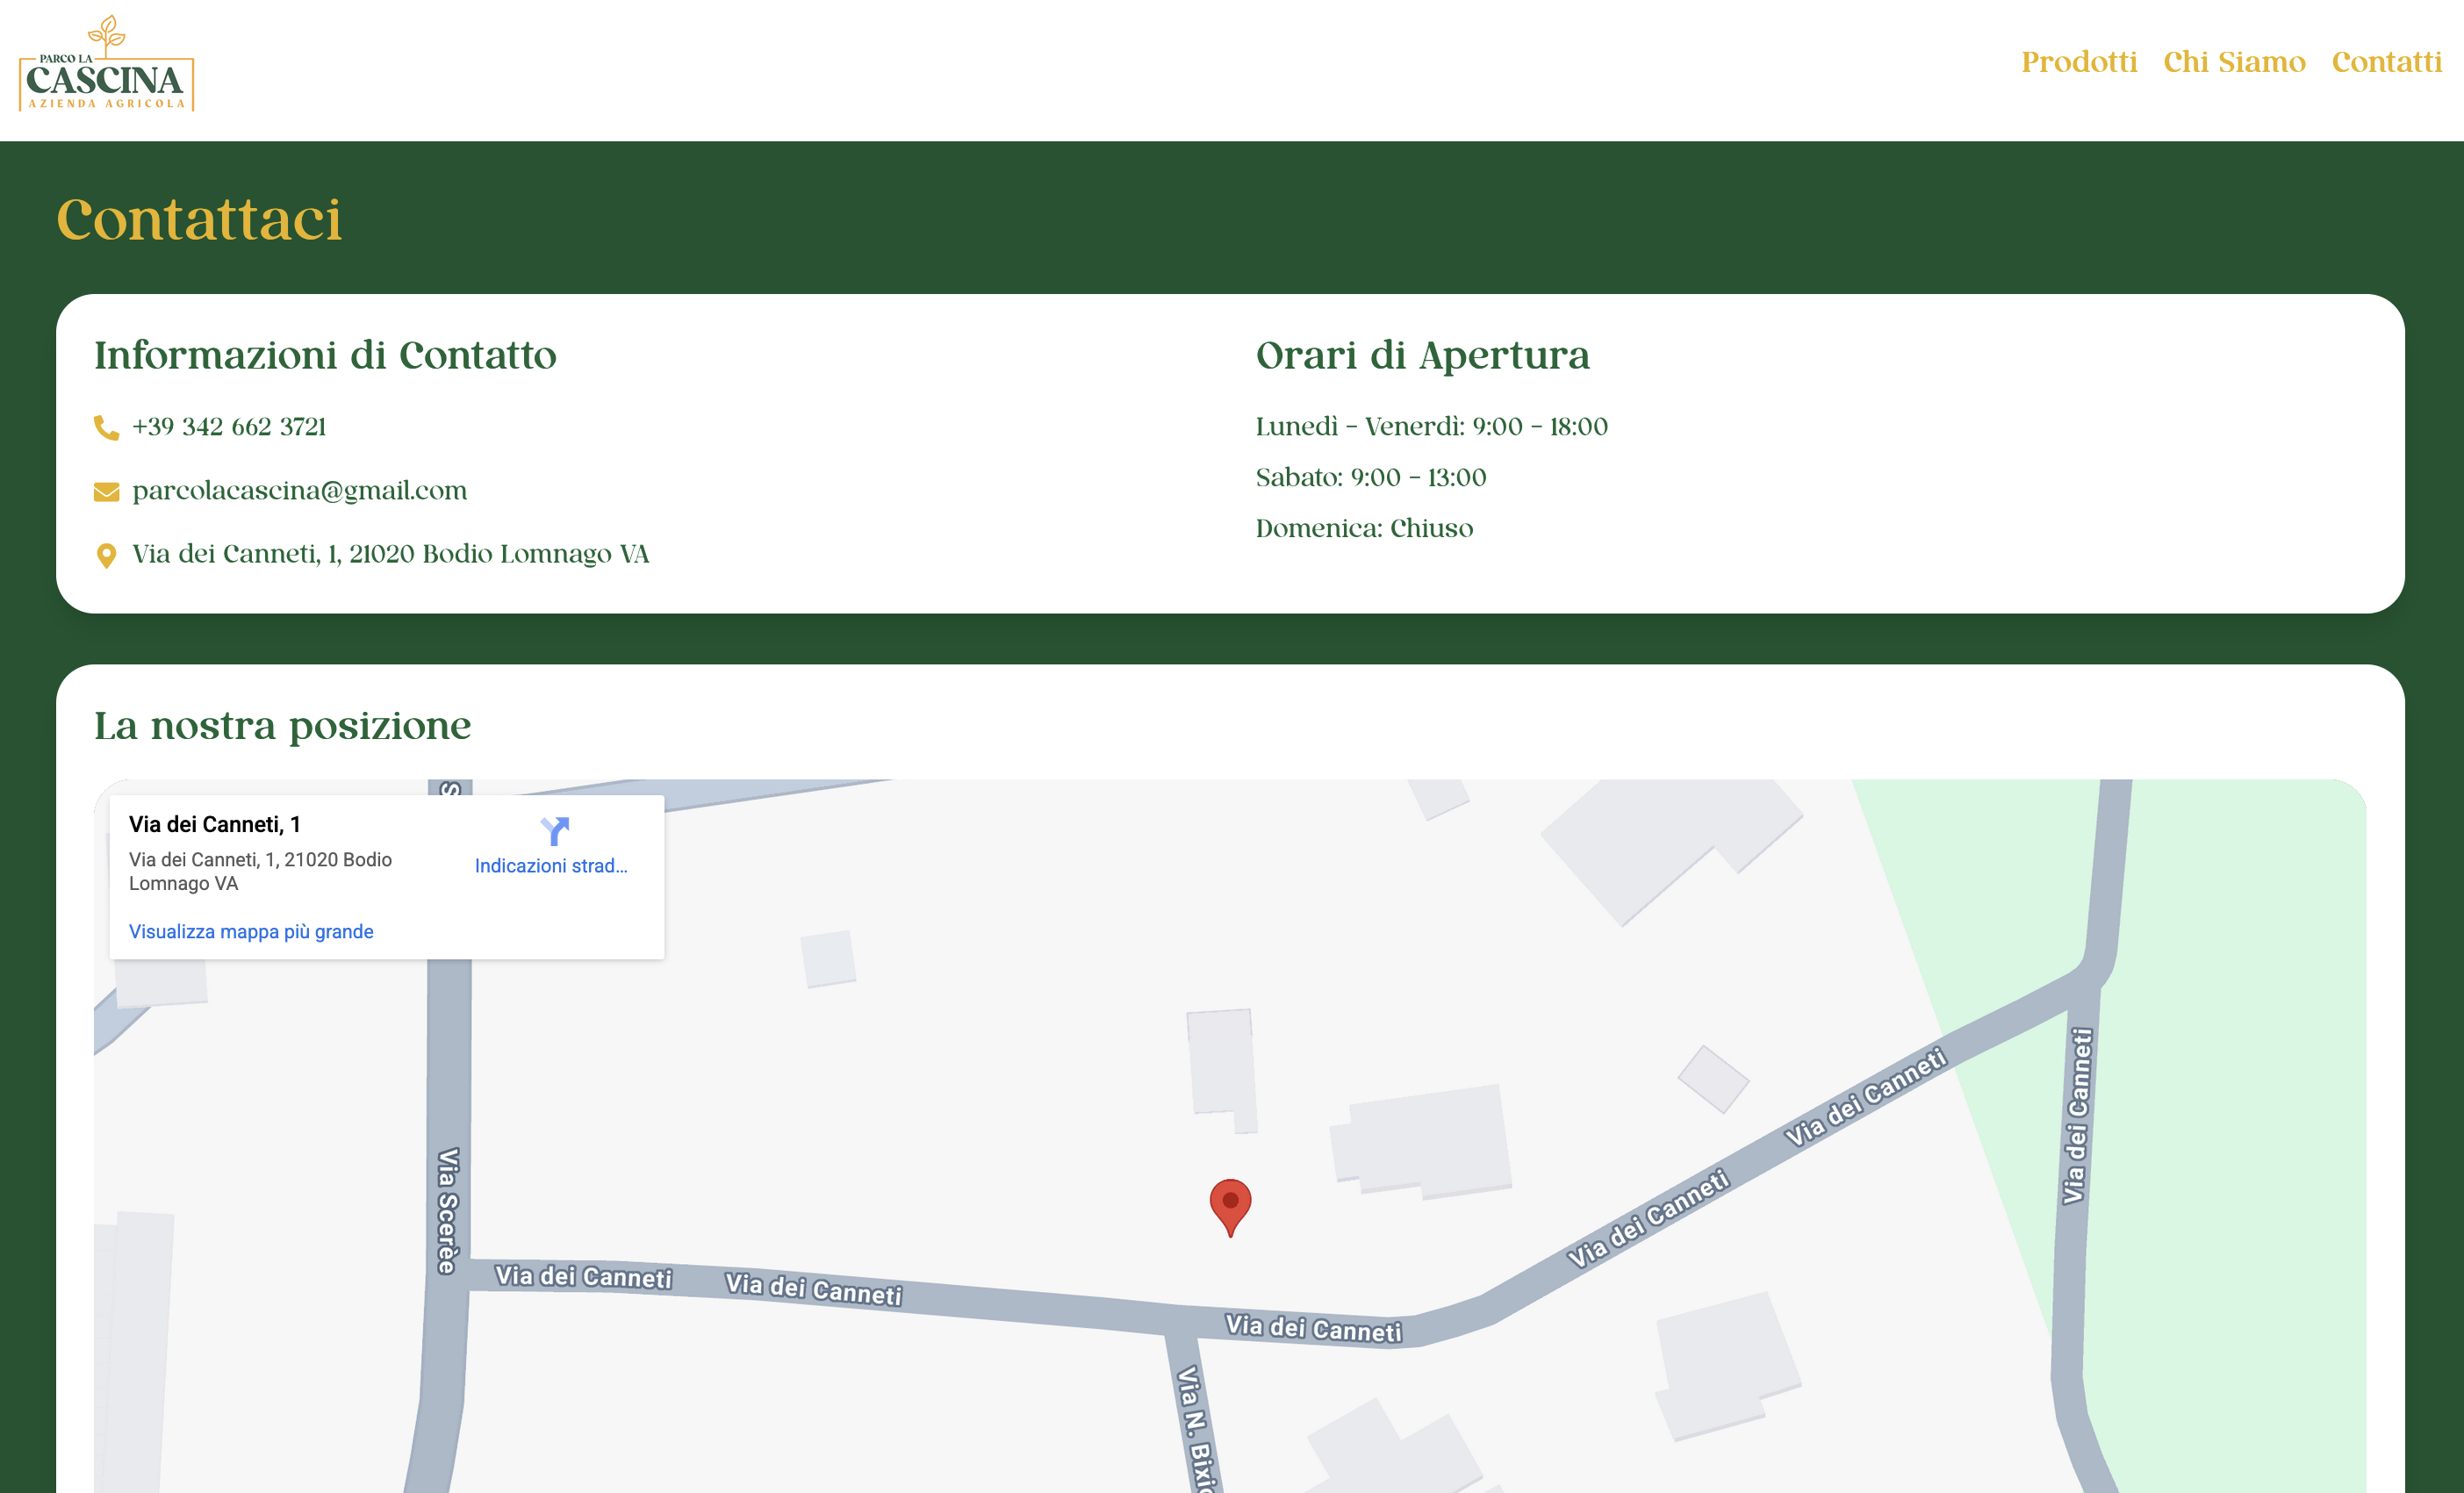 PARCO LA
CASCINA
AZIENDA AGRICOLA
Prodotti Chi Siamo Contatti
Contattaci
Informazioni di Contatto
+39 342 662 3721
parcolacascina@gmail.com
Via dei Canneti, 1, 21020 Bodio Lomnago VA
Orari di Apertura
Lunedì - Venerdì: 9:00 - 18:00
Sabato: 9:00 - 13:00
Domenica: Chiuso
La nostra posizione
Via dei Canneti, 1
Via dei Canneti, 1, 21020 Bodio
Lomnago VA
Indicazioni strad...
Visualizza mappa più grande
Via Scerè
Via dei Canneti
Via dei Canneti
Via dei Canneti
Via dei Canneti
Via dei Canneti
Via dei Canneti
Via N. Bixio